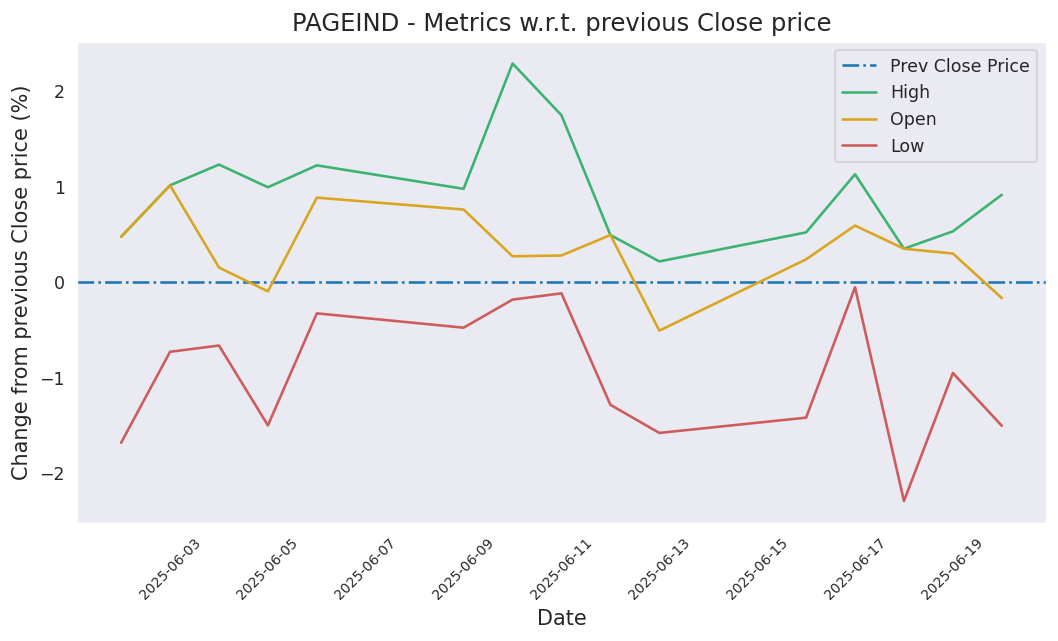 PAGEIND - Metrics w.r.t. previous Close price
Prev Close Price
High
Open
Low
Change from previous Close price (%)
2
1
0
−1
−2
2025-06-03
2025-06-05
2025-06-07
2025-06-09
2025-06-11
2025-06-13
2025-06-15
2025-06-17
2025-06-19
Date